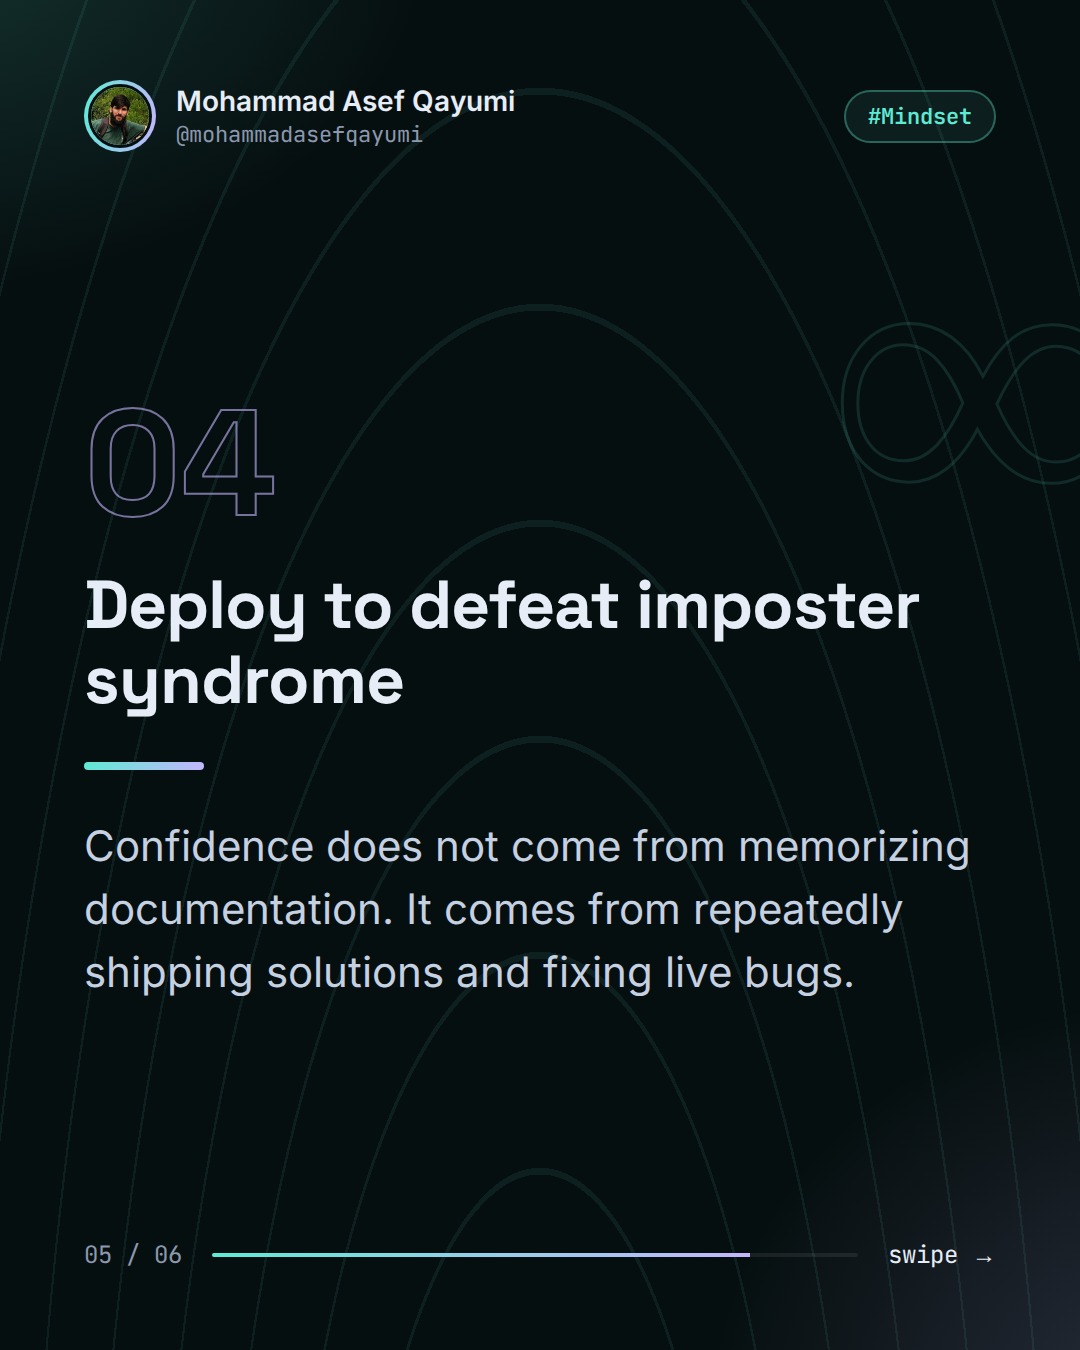 Mohammad Asef Qayumi
@mohammadasefqayumi
#Mindset
04
Deploy to defeat imposter
syndrome
Confidence does not come from memorizing
documentation. It comes from repeatedly
shipping solutions and fixing live bugs.
05 / 06
swipe →